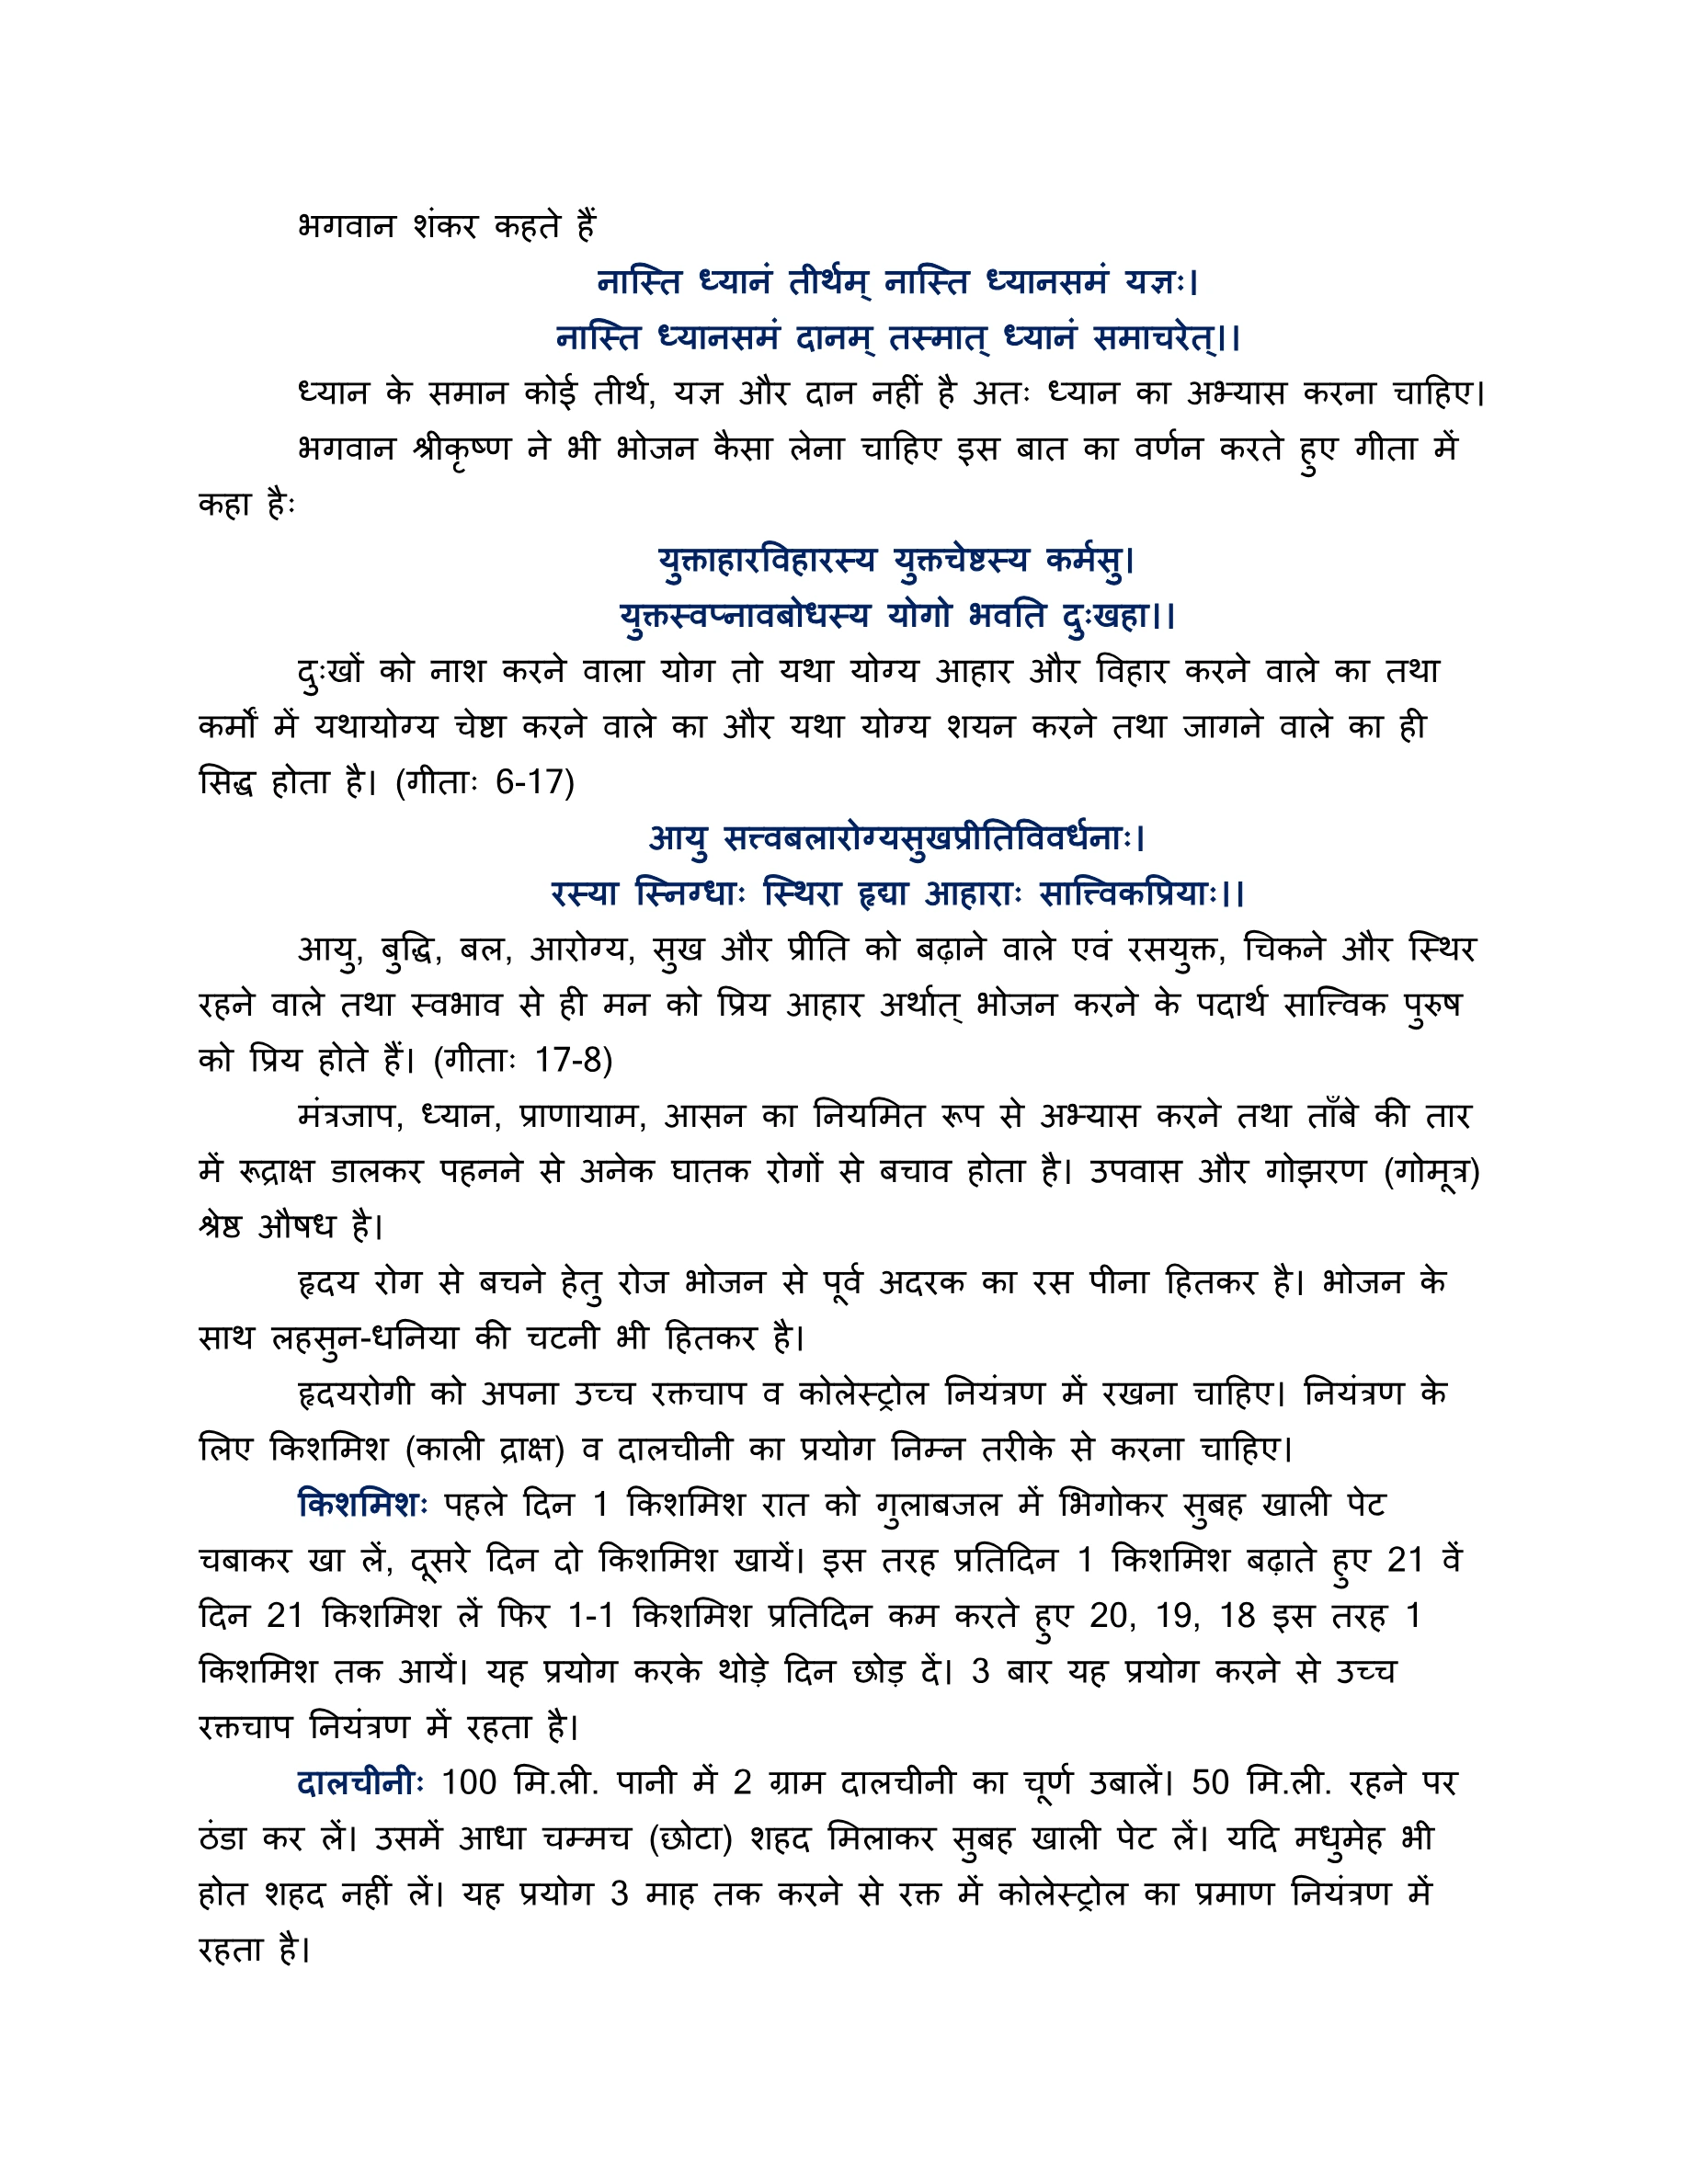 भगवान शंकर कहते हैं
नास्ति ध्यानं तीर्थम् नास्ति ध्यानसमं यज्ञः।
नास्ति ध्यानसमं दानम् तस्मात् ध्यानं समाचरेत्।।
ध्यान के समान कोई तीर्थ, यज्ञ और दान नहीं है अतः ध्यान का अभ्यास करना चाहिए।
भगवान श्रीकृष्ण ने भी भोजन कैसा लेना चाहिए इस बात का वर्णन करते हुए गीता में
कहा हैः
युक्ताहारविहारस्य युक्तचेष्टस्य कर्मसु।
युक्तस्वप्नावबोधस्य योगो भवति दुःखहा।।
दुःखों को नाश करने वाला योग तो यथा योग्य आहार और विहार करने वाले का तथा
कर्मों में यथायोग्य चेष्टा करने वाले का और यथा योग्य शयन करने तथा जागने वाले का ही
सिद्ध होता है। (गीताः 6-17)
आयु सत्त्वबलारोग्यसुखप्रीतिविवर्धनाः।
रस्या स्निग्धाः स्थिरा हृद्या आहाराः सात्त्विकप्रियाः।।
आयु, बुद्धि, बल, आरोग्य, सुख और प्रीति को बढ़ाने वाले एवं रसयुक्त, चिकने और स्थिर
रहने वाले तथा स्वभाव से ही मन को प्रिय आहार अर्थात् भोजन करने के पदार्थ सात्त्विक पुरुष
को प्रिय होते हैं। (गीताः 17-8)
मंत्रजाप, ध्यान, प्राणायाम, आसन का नियमित रूप से अभ्यास करने तथा ताँबे की तार
में रूद्राक्ष डालकर पहनने से अनेक घातक रोगों से बचाव होता है। उपवास और गोझरण (गोमूत्र)
श्रेष्ठ औषध है।
हृदय रोग से बचने हेतु रोज भोजन से पूर्व अदरक का रस पीना हितकर है। भोजन के
साथ लहसुन-धनिया की चटनी भी हितकर है।
हृदयरोगी को अपना उच्च रक्तचाप व कोलेस्ट्रोल नियंत्रण में रखना चाहिए। नियंत्रण के
लिए किशमिश (काली द्राक्ष) व दालचीनी का प्रयोग निम्न तरीके से करना चाहिए।
किशमिशः पहले दिन 1 किशमिश रात को गुलाबजल में भिगोकर सुबह खाली पेट
चबाकर खा लें, दूसरे दिन दो किशमिश खायें। इस तरह प्रतिदिन 1 किशमिश बढ़ाते हुए 21 वें
दिन 21 किशमिश लें फिर 1-1 किशमिश प्रतिदिन कम करते हुए 20, 19, 18 इस तरह 1
किशमिश तक आयें। यह प्रयोग करके थोड़े दिन छोड़ दें। 3 बार यह प्रयोग करने से उच्च
रक्तचाप नियंत्रण में रहता है।
दालचीनीः 100 मि.ली. पानी में 2 ग्राम दालचीनी का चूर्ण उबालें। 50 मि.ली. रहने पर
ठंडा कर लें। उसमें आधा चम्मच (छोटा) शहद मिलाकर सुबह खाली पेट लें। यदि मधुमेह भी
होत शहद नहीं लें। यह प्रयोग 3 माह तक करने से रक्त में कोलेस्ट्रोल का प्रमाण नियंत्रण में
रहता है।